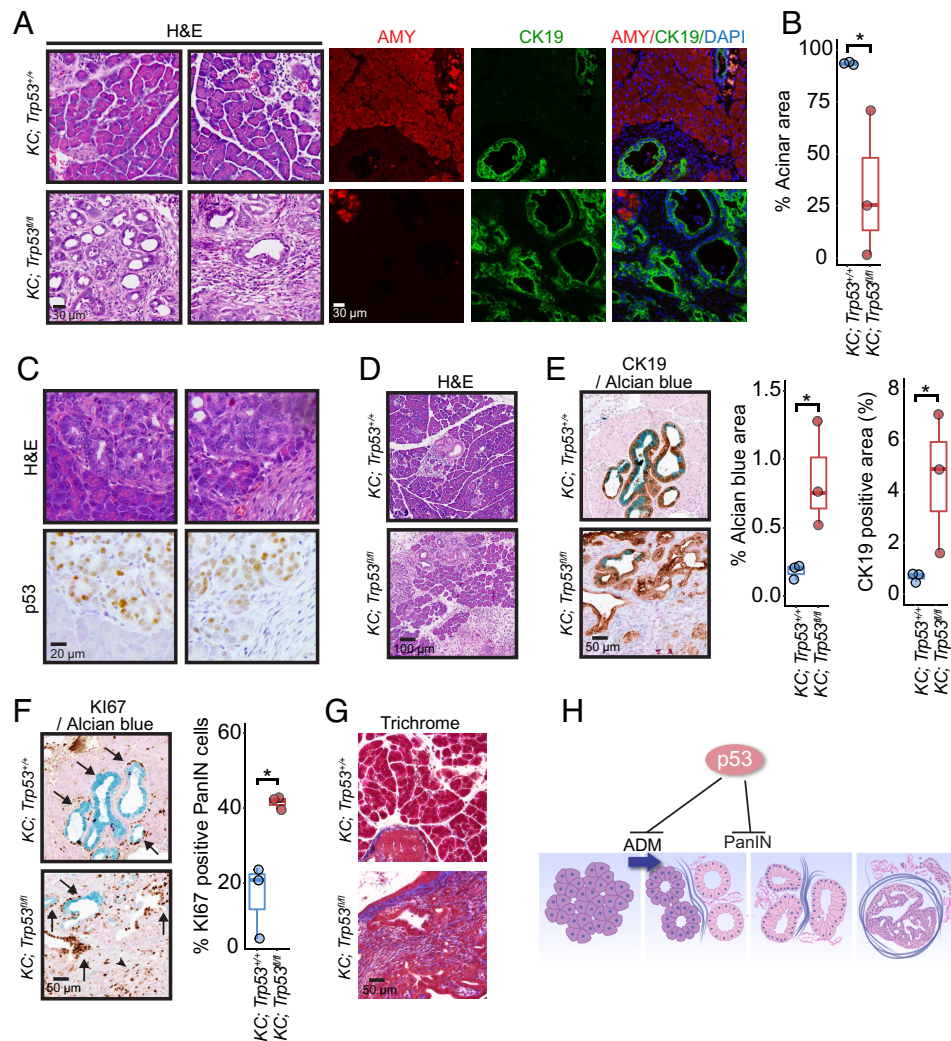 A
H&E
AMY
CK19
AMY/CK19/DAPI
KC; Trp53+/+
KC; Trp53fl/fl
30 µm
30 µm
B
*
% Acinar area
100
75
50
25
0
KC; Trp53+/+
KC; Trp53fl/fl
C
H&E
p53
20 µm
D
H&E
KC; Trp53+/+
KC; Trp53fl/fl
100 µm
E
CK19
/ Alcian blue
KC; Trp53+/+
KC; Trp53fl/fl
50 µm
% Alcian blue area
1.5
1.0
0.5
0.0
*
KC; Trp53+/+
KC; Trp53fl/fl
CK19 positive area (%)
8
6
4
2
0
*
KC; Trp53+/+
KC; Trp53fl/fl
F
KI67
/ Alcian blue
KC; Trp53+/+
KC; Trp53fl/fl
50 µm
% KI67 positive PanIN cells
60
40
20
0
*
KC; Trp53+/+
KC; Trp53fl/fl
G
Trichrome
KC; Trp53+/+
KC; Trp53fl/fl
50 µm
H
p53
ADM
PanIN